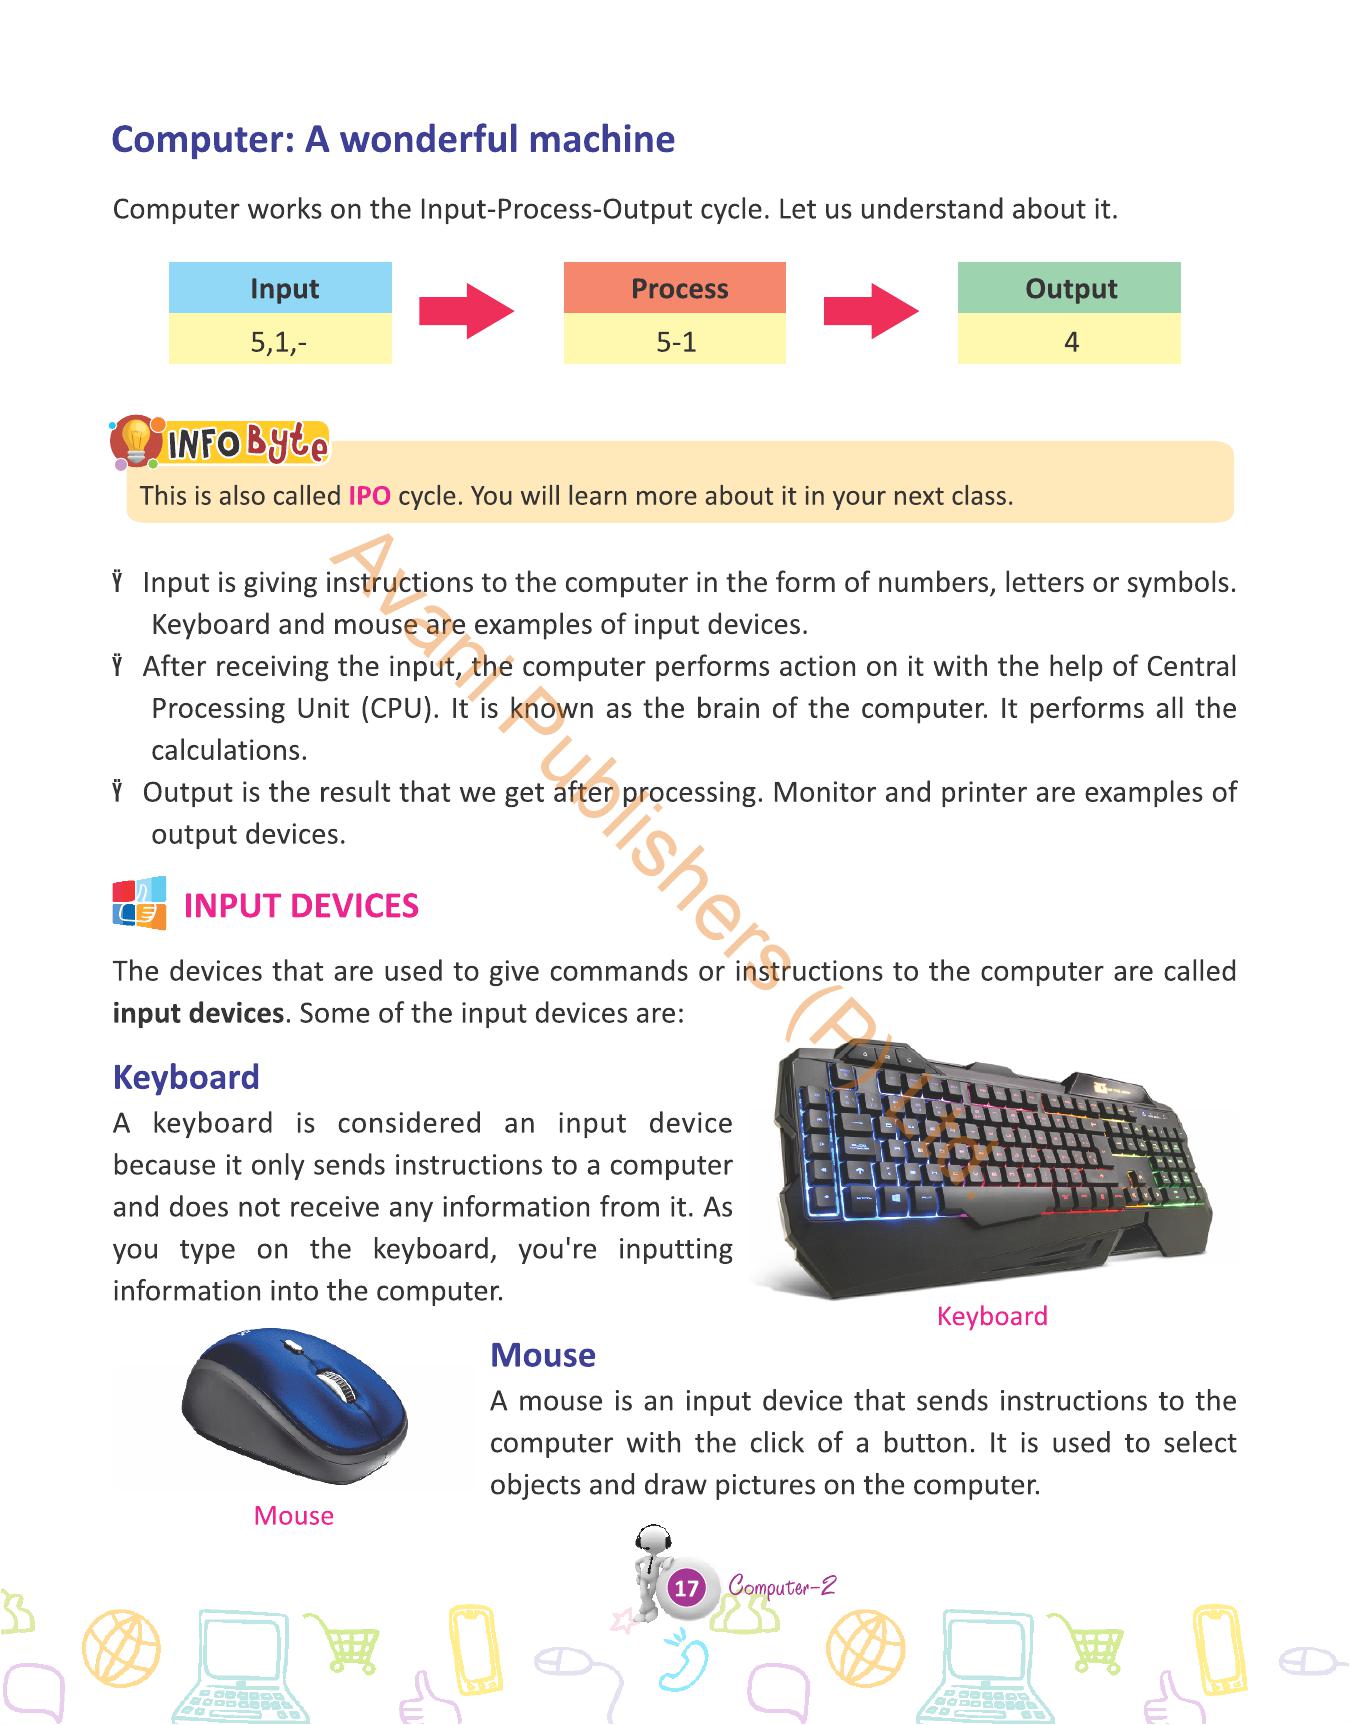 Computer: A wonderful machine
Computer works on the Input-Process-Output cycle. Let us understand about it.
Input
Process
Output
5,1,-
5-1
4
INFO Byte
This is also called IPO cycle. You will learn more about it in your next class.
Ÿ Input is giving instructions to the computer in the form of numbers, letters or symbols.
Keyboard and mouse are examples of input devices.
Ÿ After receiving the input, the computer performs action on it with the help of Central
Processing Unit (CPU). It is known as the brain of the computer. It performs all the
calculations.
Ÿ Output is the result that we get after processing. Monitor and printer are examples of
output devices.
INPUT DEVICES
The devices that are used to give commands or instructions to the computer are called
input devices. Some of the input devices are:
Keyboard
A keyboard is considered an input device
because it only sends instructions to a computer
and does not receive any information from it. As
you type on the keyboard, you're inputting
information into the computer.
Keyboard
Mouse
A mouse is an input device that sends instructions to the
computer with the click of a button. It is used to select
objects and draw pictures on the computer.
Mouse
17 Computer-2
Avani Publishers (P) Ltd.